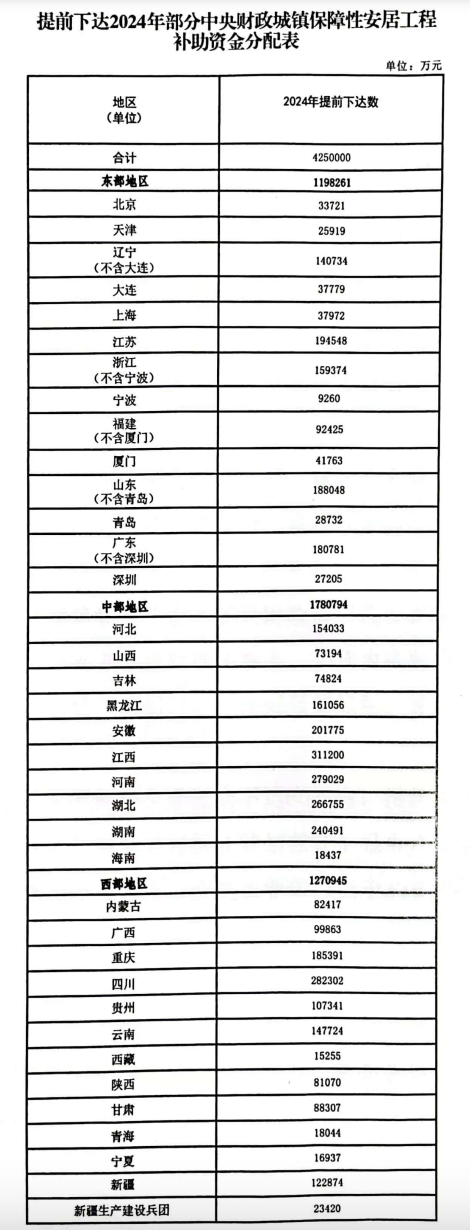 提前下达2024年部分中央财政城镇保障性安居工程
补助资金分配表
单位：万元
地区
（单位）
2024年提前下达数
合计 4250000
东部地区 1198261
北京 33721
天津 25919
辽宁
（不含大连）
140734
大连 37779
上海 37972
江苏 194548
浙江
（不含宁波）
159374
宁波 9260
福建
（不含厦门）
92425
厦门 41763
山东
（不含青岛）
188048
青岛 28732
广东
（不含深圳）
180781
深圳 27205
中部地区 1780794
河北 154033
山西 73194
吉林 74824
黑龙江 161056
安徽 201775
江西 311200
河南 279029
湖北 266755
湖南 240491
海南 18437
西部地区 1270945
内蒙古 82417
广西 99863
重庆 185391
四川 282302
贵州 107341
云南 147724
西藏 15255
陕西 81070
甘肃 88307
青海 18044
宁夏 16937
新疆 122874
新疆生产建设兵团 23420